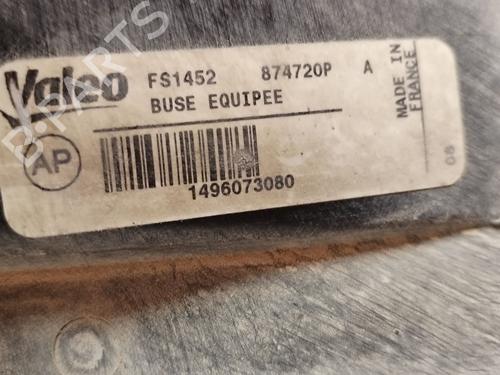 Valeo FS1452 874720P A
BUSE EQUIPEE
AP
1496073080
MADE IN
FRANCE
08
B-PARTS